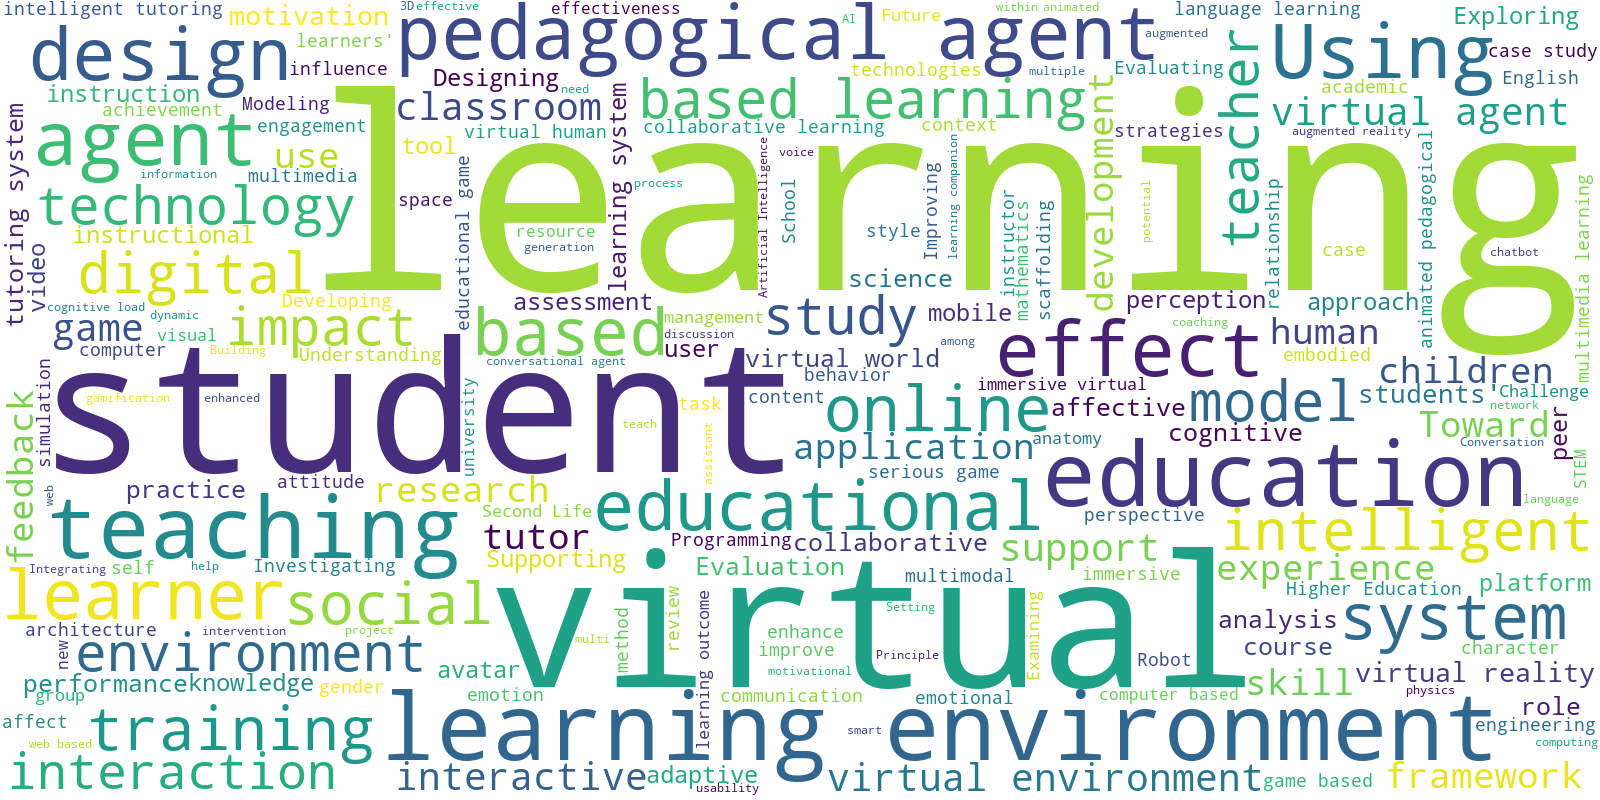 intelligent tutoring
motivation
3D
effective
effectiveness
AI
Future
within animated
language learning
Exploring
design
learners'
influence
pedagogical agent
augmented
Using
case study
English
Designing
need
technologies
multiple
Evaluating
academic
instruction
achievement
Modeling
engagement
classroom
based learning
virtual agent
agent
use
tool
virtual human
collaborative learning
context
strategies
augmented reality
teacher
development
information
multimedia
learning
learning system
educational game
voice
process
Artificial Intelligence
School
Improving
learning companion
technology
space
resource
generation
style
instructor
mathematics
scaffolding
potential
relationship
case
chatbot
animated pedagogical
multimedia learning
tutoring system
video
instructional
digital
science
Developing
assessment
perception
approach
cognitive load
dynamic
game
impact
based
management
discussion
study
mobile
among
effect
coaching
human
embodied
computer
visual
Building
Understanding
conversational agent
user
virtual world
behavior
children
simulation
student
gamification
enhanced
university
teach
task
assistant
content
immersive virtual
online
affective
model
students'
Challenge
network
feedback
application
anatomy
cognitive
Toward
Conversation
peer
STEM
web
practice
attitude
research
serious game
education
language
teaching
Second Life
educational
perspective
intelligent
tutor
Programming
collaborative
support
Integrating
self
help
Investigating
Supporting
Evaluation
multimodal
immersive
experience
Higher Education
platform
learner
social
virtual
Setting
Examining
analysis
system
architecture
intervention
project
multi
method
review
enhance
improve
Principle
course
character
new
environment
avatar
learning outcome
motivational
Robot
virtual reality
performance
knowledge
gender
group
emotion
communication
emotional
computer based
skill
physics
role
affect
training
learning environment
smart
engineering
web based
computing
interaction
interactive
adaptive
usability
virtual environment
game based
framework